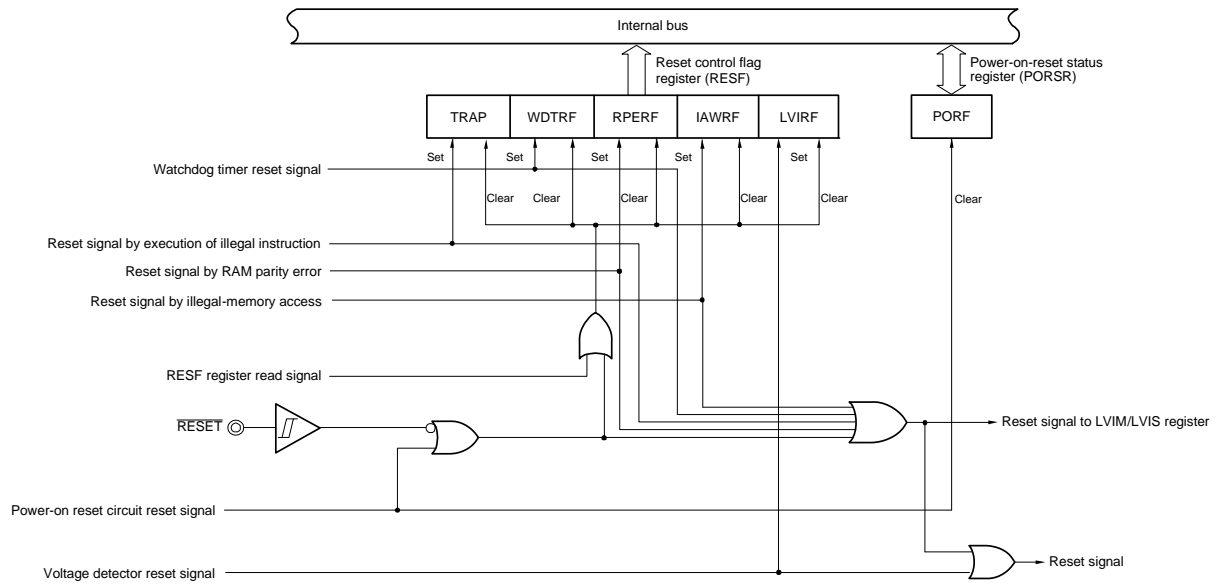 Internal bus
Reset control flag
register (RESF)
Power-on-reset status
register (PORSR)
TRAP
WDTRF
RPERF
IAWRF
LVIRF
PORF
Set
Set
Set
Set
Set
Watchdog timer reset signal
Clear
Clear
Clear
Clear
Clear
Clear
Reset signal by execution of illegal instruction
Reset signal by RAM parity error
Reset signal by illegal-memory access
RESF register read signal
RESET
Reset signal to LVIM/LVIS register
Power-on reset circuit reset signal
Voltage detector reset signal
Reset signal